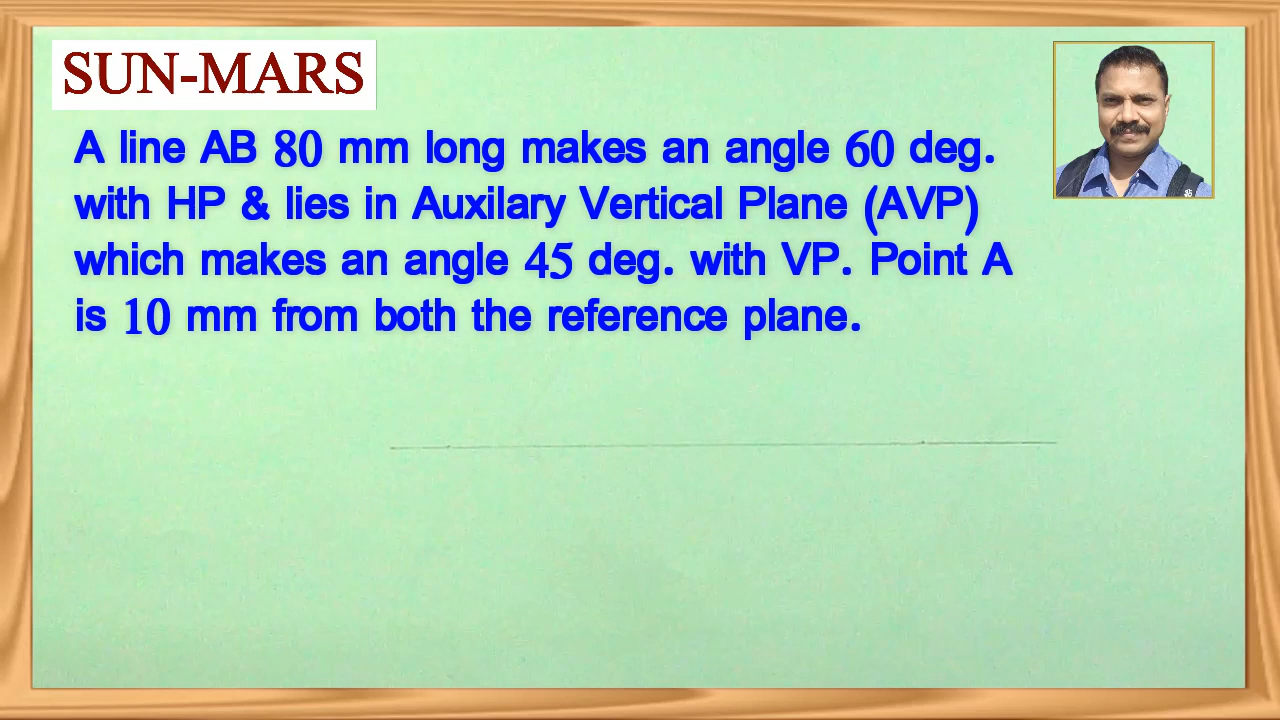 SUN-MARS
A line AB 80 mm long makes an angle 60 deg.
with HP & lies in Auxilary Vertical Plane (AVP)
which makes an angle 45 deg. with VP. Point A
is 10 mm from both the reference plane.